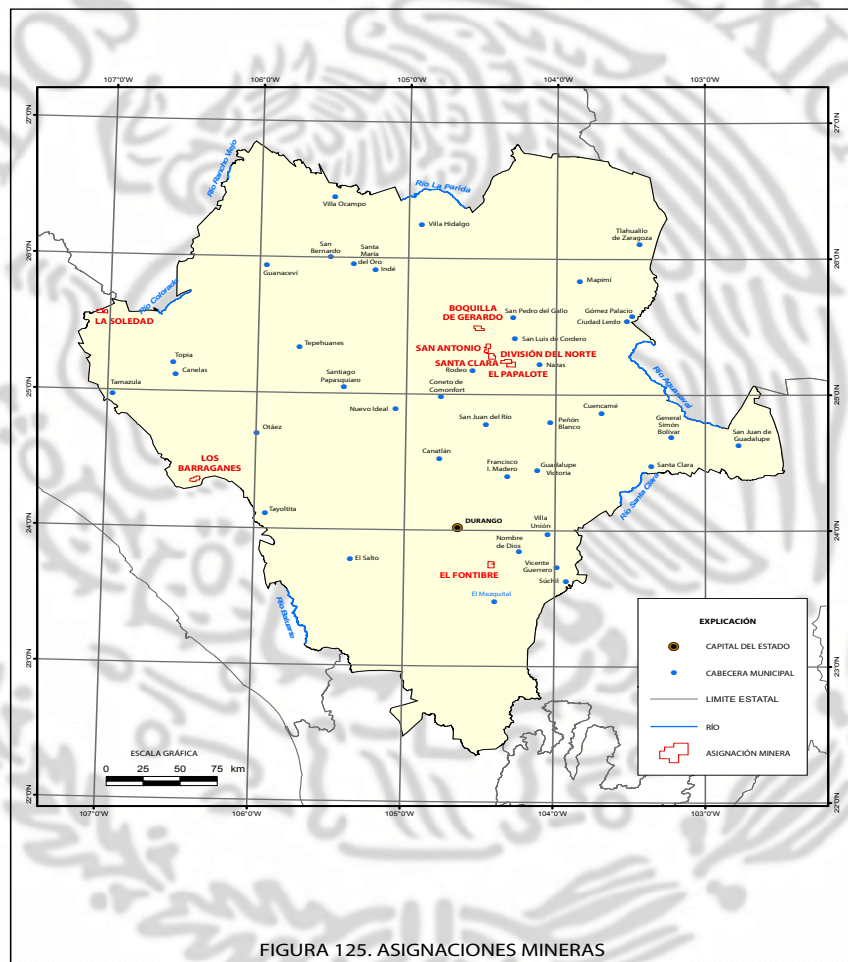 107°0'W
106°0'W
105°0'W
104°0'W
103°0'W
27°0'N
27°0'N
Río Rancho Viejo
Río La Parida
Villa Ocampo
Villa Hidalgo
Tlahualilo
de Zaragoza
San
Bernardo
Santa
María
del Oro
Indé
Guanaceví
26°0'N
26°0'N
Mapimí
Río Colorado
LA SOLEDAD
BOQUILLA
DE GERARDO
San Pedro del Gallo
Gómez Palacio
Ciudad Lerdo
San Luis de Cordero
SAN ANTONIO
DIVISIÓN DEL NORTE
SANTA CLARA
EL PAPALOTE
Tepehuanes
Topia
Canelas
Rodeo
Nazas
Río Aguanaval
Tamazula
Santiago
Papasquiaro
Coneto de
Comonfort
25°0'N
25°0'N
Nuevo Ideal
Cuencamé
San Juan del Río
Peñón
Blanco
General
Simón
Bolívar
San Juan de
Guadalupe
Otáez
Canatlán
Francisco
I. Madero
Guadalupe
Victoria
Santa Clara
LOS
BARRAGANES
Río Santa Clara
Tayoltita
24°0'N
24°0'N
DURANGO
Villa
Unión
Nombre
de Dios
El Salto
EL FONTIBRE
Vicente
Guerrero
Súchil
El Mezquital
Río Baluarte
23°0'N
23°0'N
EXPLICACIÓN
CAPITAL DEL ESTADO
CABECERA MUNICIPAL
LIMITE ESTATAL
RÍO
ASIGNACIÓN MINERA
ESCALA GRÁFICA
0 25 50 75 km
22°0'N
22°0'N
107°0'W
106°0'W
105°0'W
104°0'W
103°0'W
FIGURA 125. ASIGNACIONES MINERAS